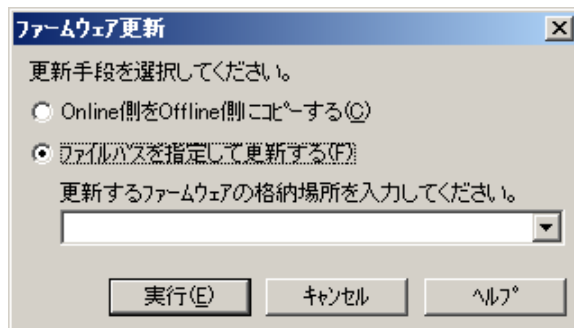 ﾌｧｰﾑｳｪｱ更新
更新手段を選択してください。
Online側をOffline側にｺﾋﾟｰする(C)
ﾌｧｲﾙﾊﾟｽを指定して更新する(F)
更新するﾌｧｰﾑｳｪｱの格納場所を入力してください。
実行(E) ｷｬﾝｾﾙ ﾍﾙﾌﾟ